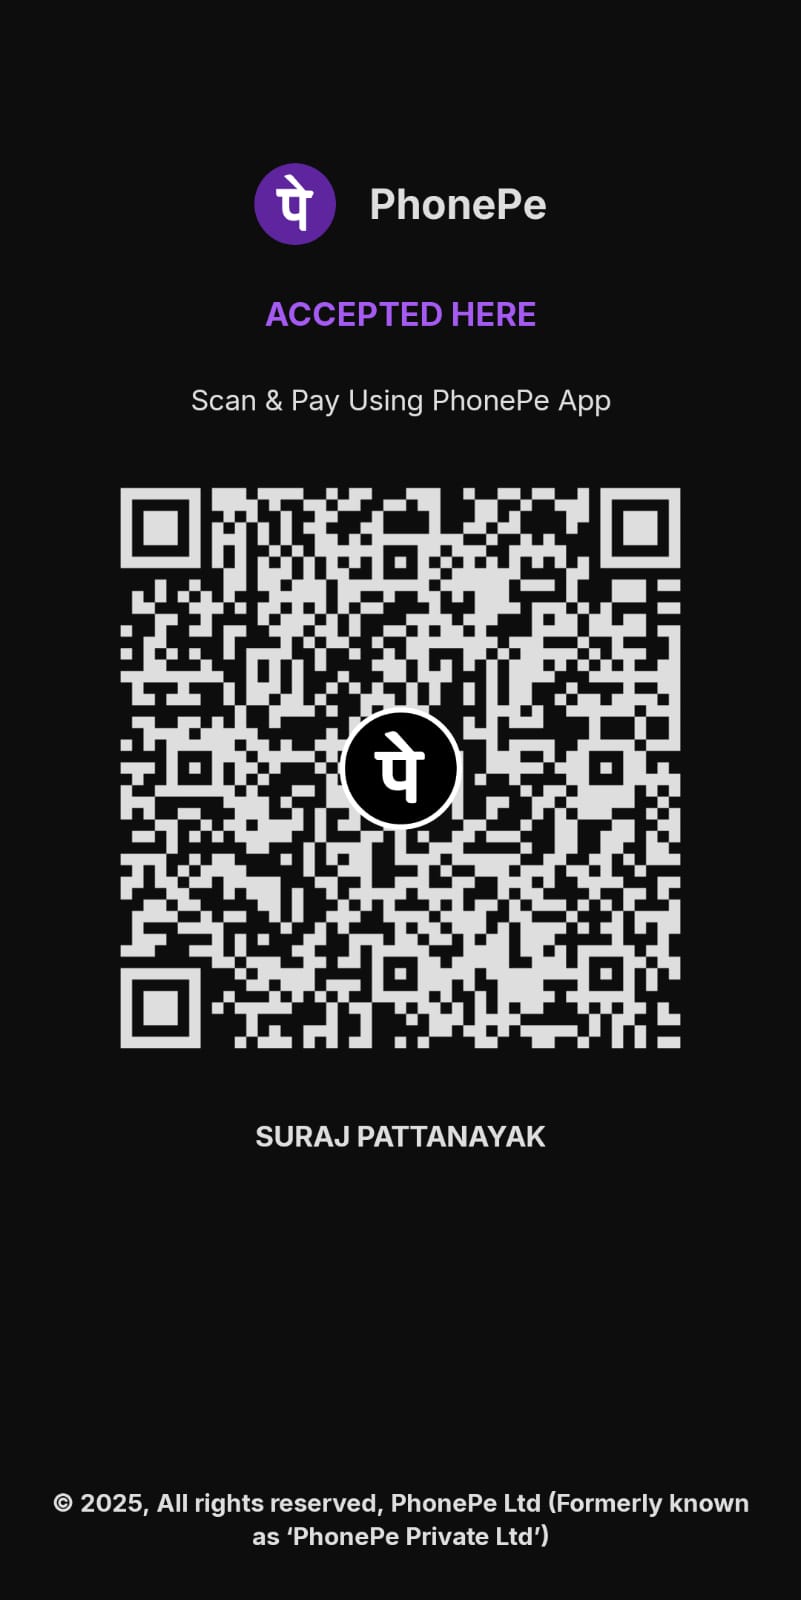 पे PhonePe
ACCEPTED HERE
Scan & Pay Using PhonePe App
पे
SURAJ PATTANAYAK
© 2025, All rights reserved, PhonePe Ltd (Formerly known
as ‘PhonePe Private Ltd’)